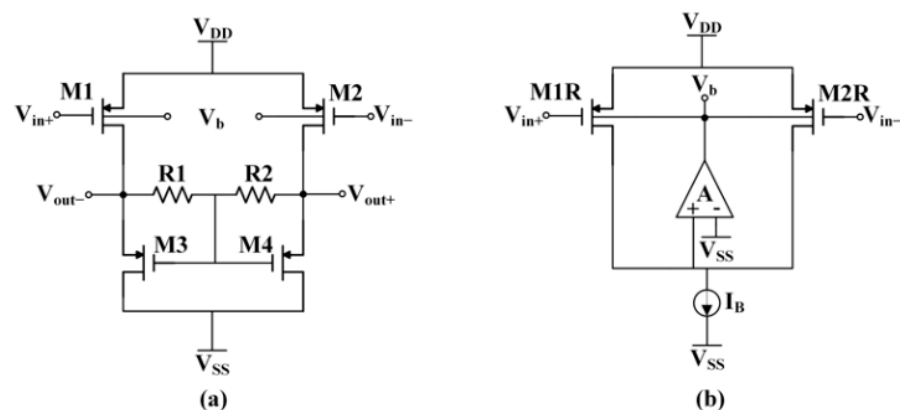 V_DD
M1
M2
V_in+
V_b
V_in−
R1
R2
V_out−
V_out+
M3
M4
V_SS
(a)
V_DD
M1R
V_b
M2R
V_in+
V_in−
A
+ -
V_SS
I_B
V_SS
(b)